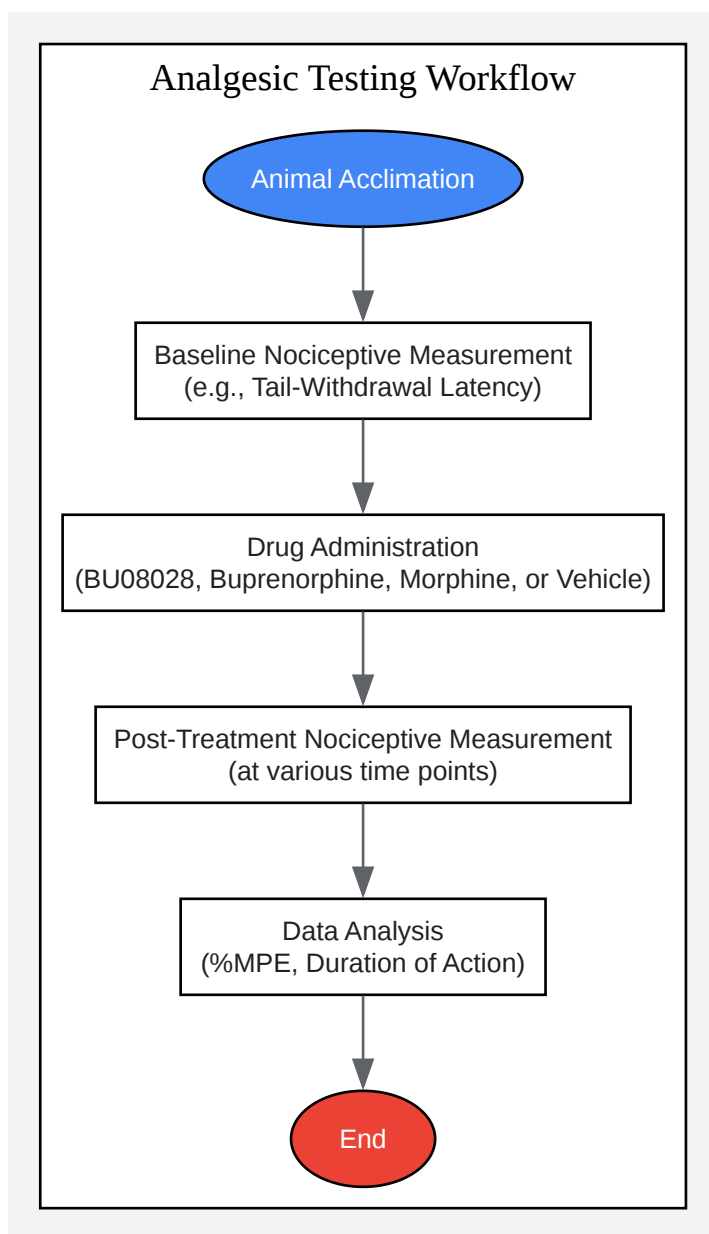 Analgesic Testing Workflow
Animal Acclimation
Baseline Nociceptive Measurement
(e.g., Tail-Withdrawal Latency)
Drug Administration
(BU08028, Buprenorphine, Morphine, or Vehicle)
Post-Treatment Nociceptive Measurement
(at various time points)
Data Analysis
(%MPE, Duration of Action)
End